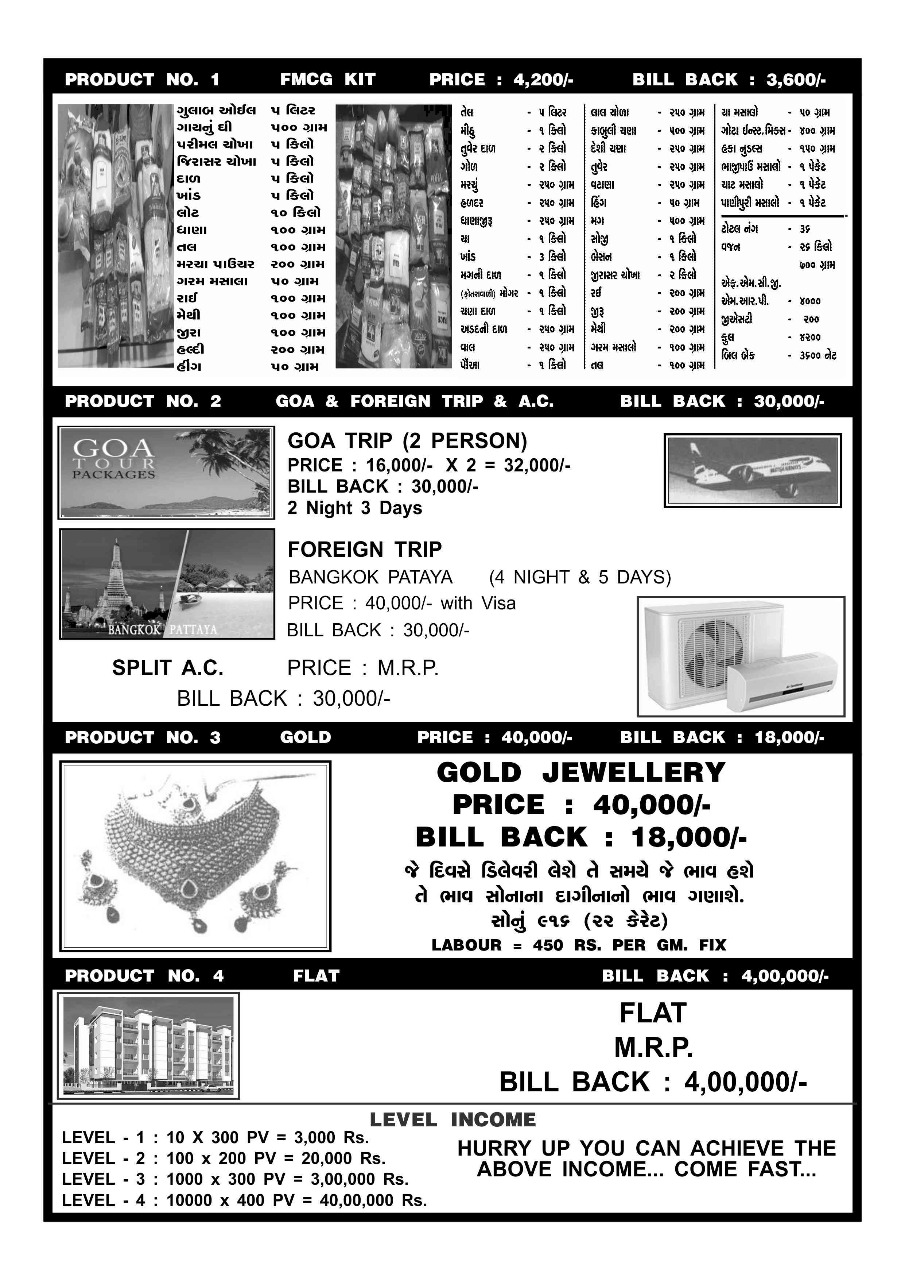 PRODUCT NO. 1 FMCG KIT PRICE : 4,200/- BILL BACK : 3,600/-
ગુલાબ ઓઈલ ૫ લિટર
ગાયનું ઘી ૫૦૦ ગ્રામ
પરીમલ ચોખા ૫ કિલો
જિરાસર ચોખા ૫ કિલો
દાળ ૫ કિલો
ખાંડ ૫ કિલો
લોટ ૧૦ કિલો
ધાણા ૧૦૦ ગ્રામ
તલ ૧૦૦ ગ્રામ
મરચા પાઉચર ૨૦૦ ગ્રામ
ગરમ મસાલા ૫૦ ગ્રામ
રાઈ ૧૦૦ ગ્રામ
મેથી ૧૦૦ ગ્રામ
જીરા ૧૦૦ ગ્રામ
હલ્દી ૨૦૦ ગ્રામ
હીંગ ૫૦ ગ્રામ
તેલ - ૫ લિટર
મીઠુ - ૧ કિલો
તુવેર દાળ - ૨ કિલો
ગોળ - ૨ કિલો
મરચું - ૨૫૦ ગ્રામ
હળદર - ૨૫૦ ગ્રામ
ધાણાજીરૂ - ૨૫૦ ગ્રામ
ચા - ૧ કિલો
ખાંડ - ૩ કિલો
મગની દાળ - ૧ કિલો
(ફોતરાવાળી) મોગર - ૧ કિલો
ચણા દાળ - ૧ કિલો
અડદની દાળ - ૨૫૦ ગ્રામ
વાલ - ૨૫૦ ગ્રામ
પૌંઆ - ૧ કિલો
લાલ ચોળા - ૨૫૦ ગ્રામ
કાબુલી ચણા - ૫૦૦ ગ્રામ
દેશી ચણા - ૨૫૦ ગ્રામ
તુવેર - ૨૫૦ ગ્રામ
વટાણા - ૨૫૦ ગ્રામ
હિંગ - ૫૦ ગ્રામ
મગ - ૫૦૦ ગ્રામ
સોજી - ૧ કિલો
બેસન - ૧ કિલો
જીરાસર ચોખા - ૨ કિલો
રઈ - ૨૦૦ ગ્રામ
જીરૂ - ૨૦૦ ગ્રામ
મેથી - ૨૦૦ ગ્રામ
ગરમ મસાલો - ૧૦૦ ગ્રામ
તલ - ૧૦૦ ગ્રામ
ચા મસાલો - ૫૦ ગ્રામ
ગોટા ઈન્સ્ટ.મિક્સ - ૪૦૦ ગ્રામ
હકા નુડલ્સ - ૧૫૦ ગ્રામ
ભાજીપાઉં મસાલો - ૧ પેકેટ
ચાટ મસાલો - ૧ પેકેટ
પાણીપુરી મસાલો - ૧ પેકેટ
ટોટલ નંગ - ૩૬
વજન - ૨૬ કિલો
૭૦૦ ગ્રામ
એફ.એમ.સી.જી.
એમ.આર.પી. - ૪૦૦૦
જીએસટી - ૨૦૦
કુલ - ૪૨૦૦
બિલ બેક - ૩૬૦૦ નેટ
PRODUCT NO. 2 GOA & FOREIGN TRIP & A.C. BILL BACK : 30,000/-
GOA
TOUR
PACKAGES
GOA TRIP (2 PERSON)
PRICE : 16,000/- X 2 = 32,000/-
BILL BACK : 30,000/-
2 Night 3 Days
BANGKOK PATTAYA
FOREIGN TRIP
BANGKOK PATAYA (4 NIGHT & 5 DAYS)
PRICE : 40,000/- with Visa
BILL BACK : 30,000/-
SPLIT A.C. PRICE : M.R.P.
BILL BACK : 30,000/-
PRODUCT NO. 3 GOLD PRICE : 40,000/- BILL BACK : 18,000/-
GOLD JEWELLERY
PRICE : 40,000/-
BILL BACK : 18,000/-
જે દિવસે ડિલેવરી લેશે તે સમયે જે ભાવ હશે
તે ભાવ સોનાના દાગીનાનો ભાવ ગણાશે.
સોનું ૯૧૬ (૨૨ કેરેટ)
LABOUR = 450 RS. PER GM. FIX
PRODUCT NO. 4 FLAT BILL BACK : 4,00,000/-
FLAT
M.R.P.
BILL BACK : 4,00,000/-
LEVEL INCOME
LEVEL - 1 : 10 X 300 PV = 3,000 Rs.
LEVEL - 2 : 100 x 200 PV = 20,000 Rs.
LEVEL - 3 : 1000 x 300 PV = 3,00,000 Rs.
LEVEL - 4 : 10000 x 400 PV = 40,00,000 Rs.
HURRY UP YOU CAN ACHIEVE THE
ABOVE INCOME... COME FAST...